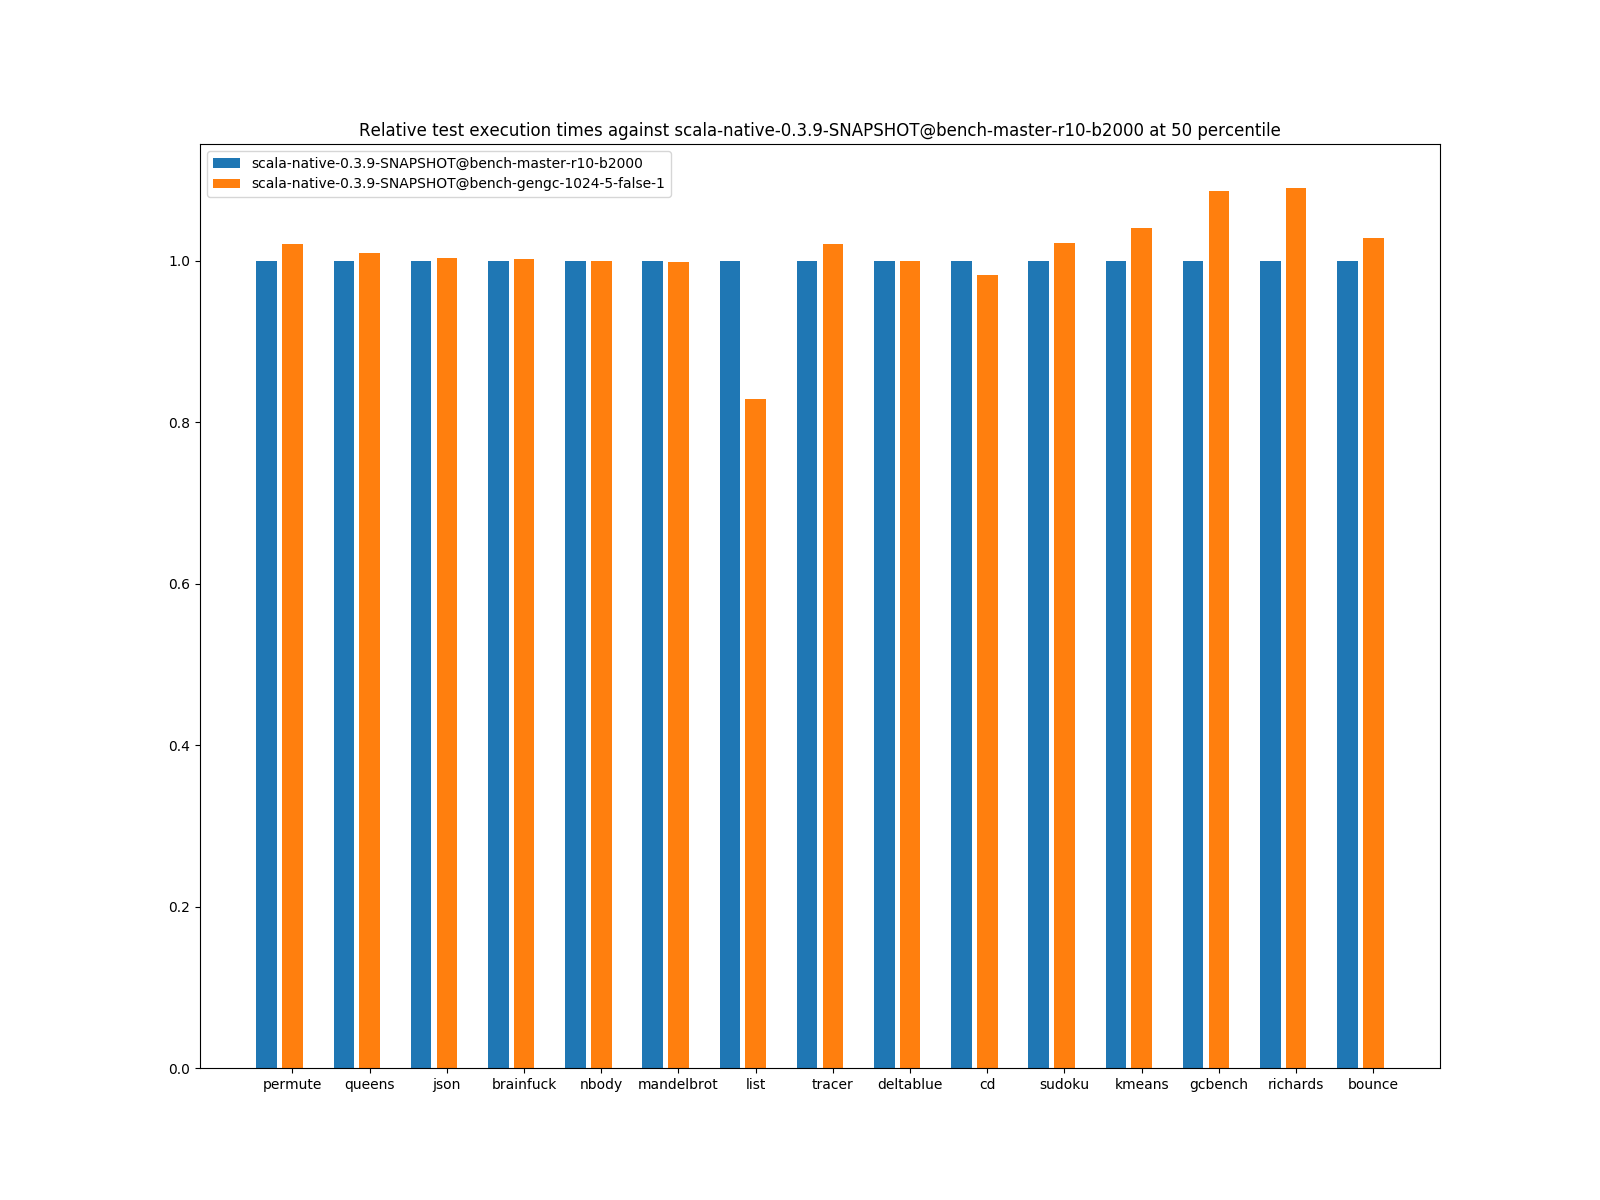 Relative test execution times against scala-native-0.3.9-SNAPSHOT@bench-master-r10-b2000 at 50 percentile
scala-native-0.3.9-SNAPSHOT@bench-master-r10-b2000
scala-native-0.3.9-SNAPSHOT@bench-gengc-1024-5-false-1
1.0
0.8
0.6
0.4
0.2
0.0
permute queens json brainfuck nbody mandelbrot list tracer deltablue cd sudoku kmeans gcbench richards bounce